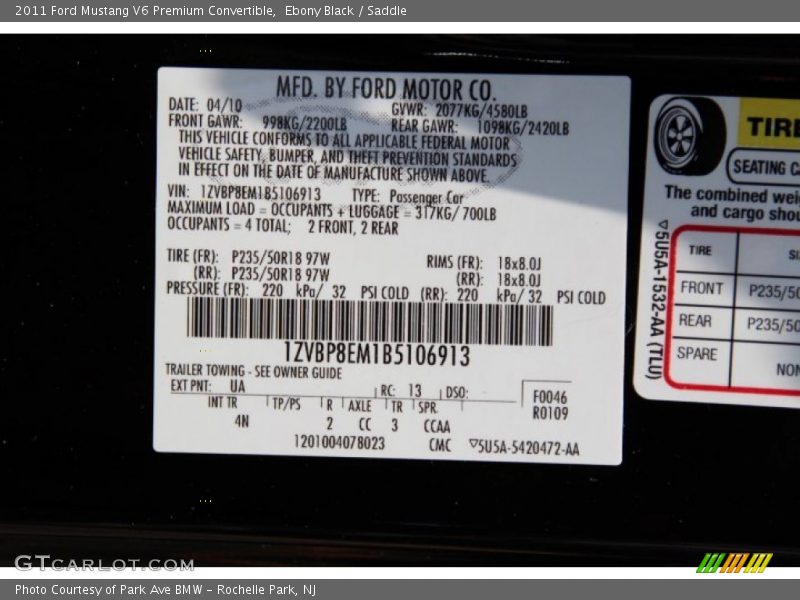 2011 Ford Mustang V6 Premium Convertible, Ebony Black / Saddle
MFD. BY FORD MOTOR CO.
DATE: 04/10 GVWR: 2077KG/4580LB
FRONT GAWR: 998KG/2200LB REAR GAWR: 1098KG/2420LB
THIS VEHICLE CONFORMS TO ALL APPLICABLE FEDERAL MOTOR
VEHICLE SAFETY, BUMPER, AND THEFT PREVENTION STANDARDS
IN EFFECT ON THE DATE OF MANUFACTURE SHOWN ABOVE.
VIN: 1ZVBP8EM1B5106913 TYPE: Passenger Car
MAXIMUM LOAD = OCCUPANTS + LUGGAGE = 317KG/ 700LB
OCCUPANTS = 4 TOTAL; 2 FRONT, 2 REAR
TIRE (FR): P235/50R18 97W RIMS (FR): 18x8.0J
(RR): P235/50R18 97W (RR): 18x8.0J
PRESSURE (FR): 220 kPa/ 32 PSI COLD (RR): 220 kPa/ 32 PSI COLD
1ZVBP8EM1B5106913
TRAILER TOWING - SEE OWNER GUIDE
EXT PNT: UA RC: 13 DSO: F0046
INT TR TP/PS R AXLE TR SPR R0109
4N 2 CC 3 CCAA
1201004078023 CMC ▽5U5A-5420472-AA
TIRE
SEATING C
The combined wei
and cargo shou
▽5U5A-1532-AA (TLU)
TIRE SI
FRONT P235/50
REAR P235/50
SPARE NON
GTCARLOT.COM
Photo Courtesy of Park Ave BMW - Rochelle Park, NJ